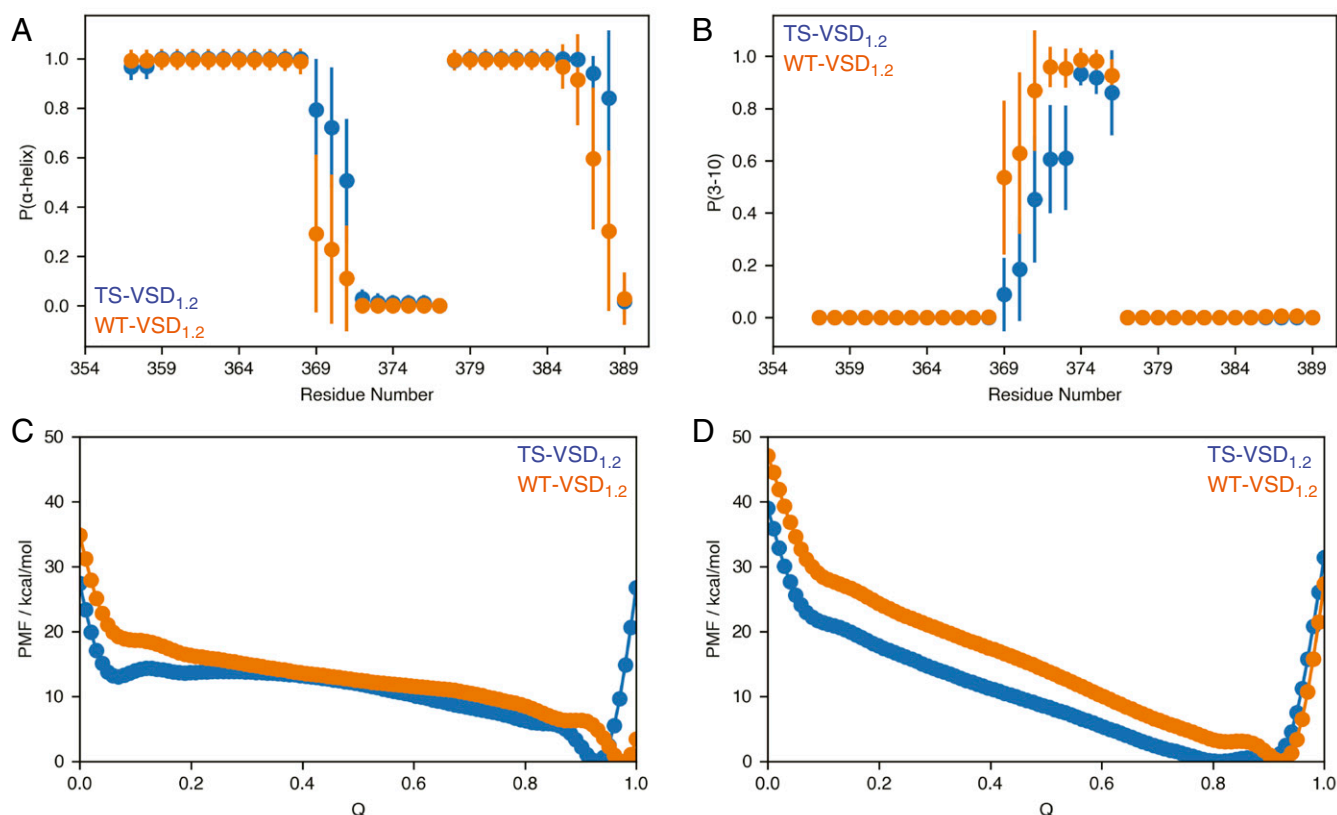 A
P(α-helix)
1.0
0.8
0.6
0.4
0.2
0.0
TS-VSD1.2
WT-VSD1.2
354 359 364 369 374 379 384 389
Residue Number
B
TS-VSD1.2
WT-VSD1.2
P(3-10)
1.0
0.8
0.6
0.4
0.2
0.0
354 359 364 369 374 379 384 389
Residue Number
C
PMF / kcal/mol
50
40
30
20
10
0
TS-VSD1.2
WT-VSD1.2
0.0 0.2 0.4 0.6 0.8 1.0
Q
D
PMF / kcal/mol
50
40
30
20
10
0
TS-VSD1.2
WT-VSD1.2
0.0 0.2 0.4 0.6 0.8 1.0
Q